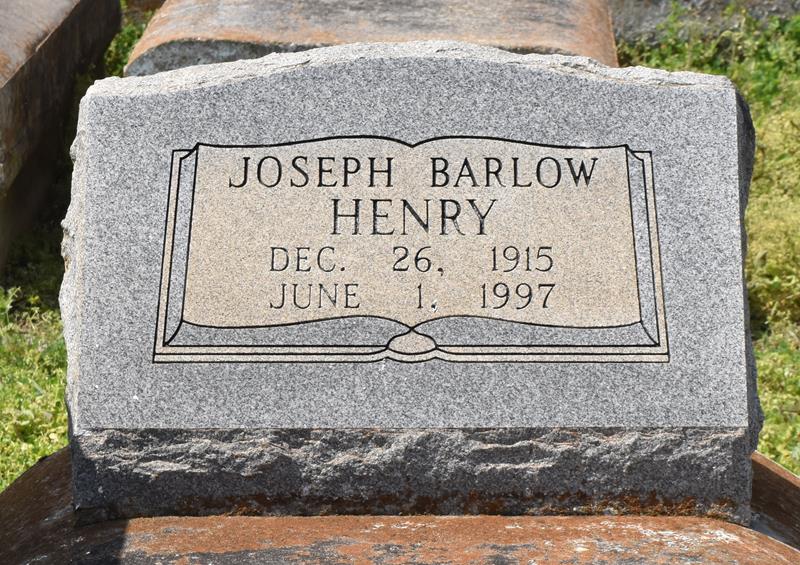 JOSEPH BARLOW
HENRY
DEC. 26, 1915
JUNE 1, 1997